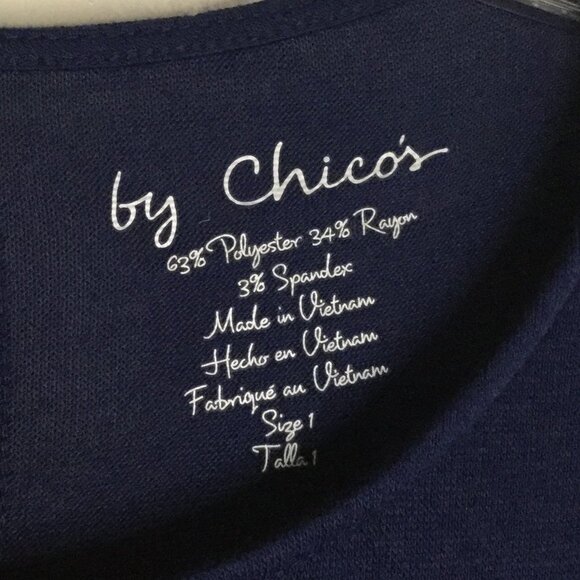 by Chico's
63% Polyester 34% Rayon
3% Spandex
Made in Vietnam
Hecho en Vietnam
Fabriqué au Vietnam
Size 1
Talla 1